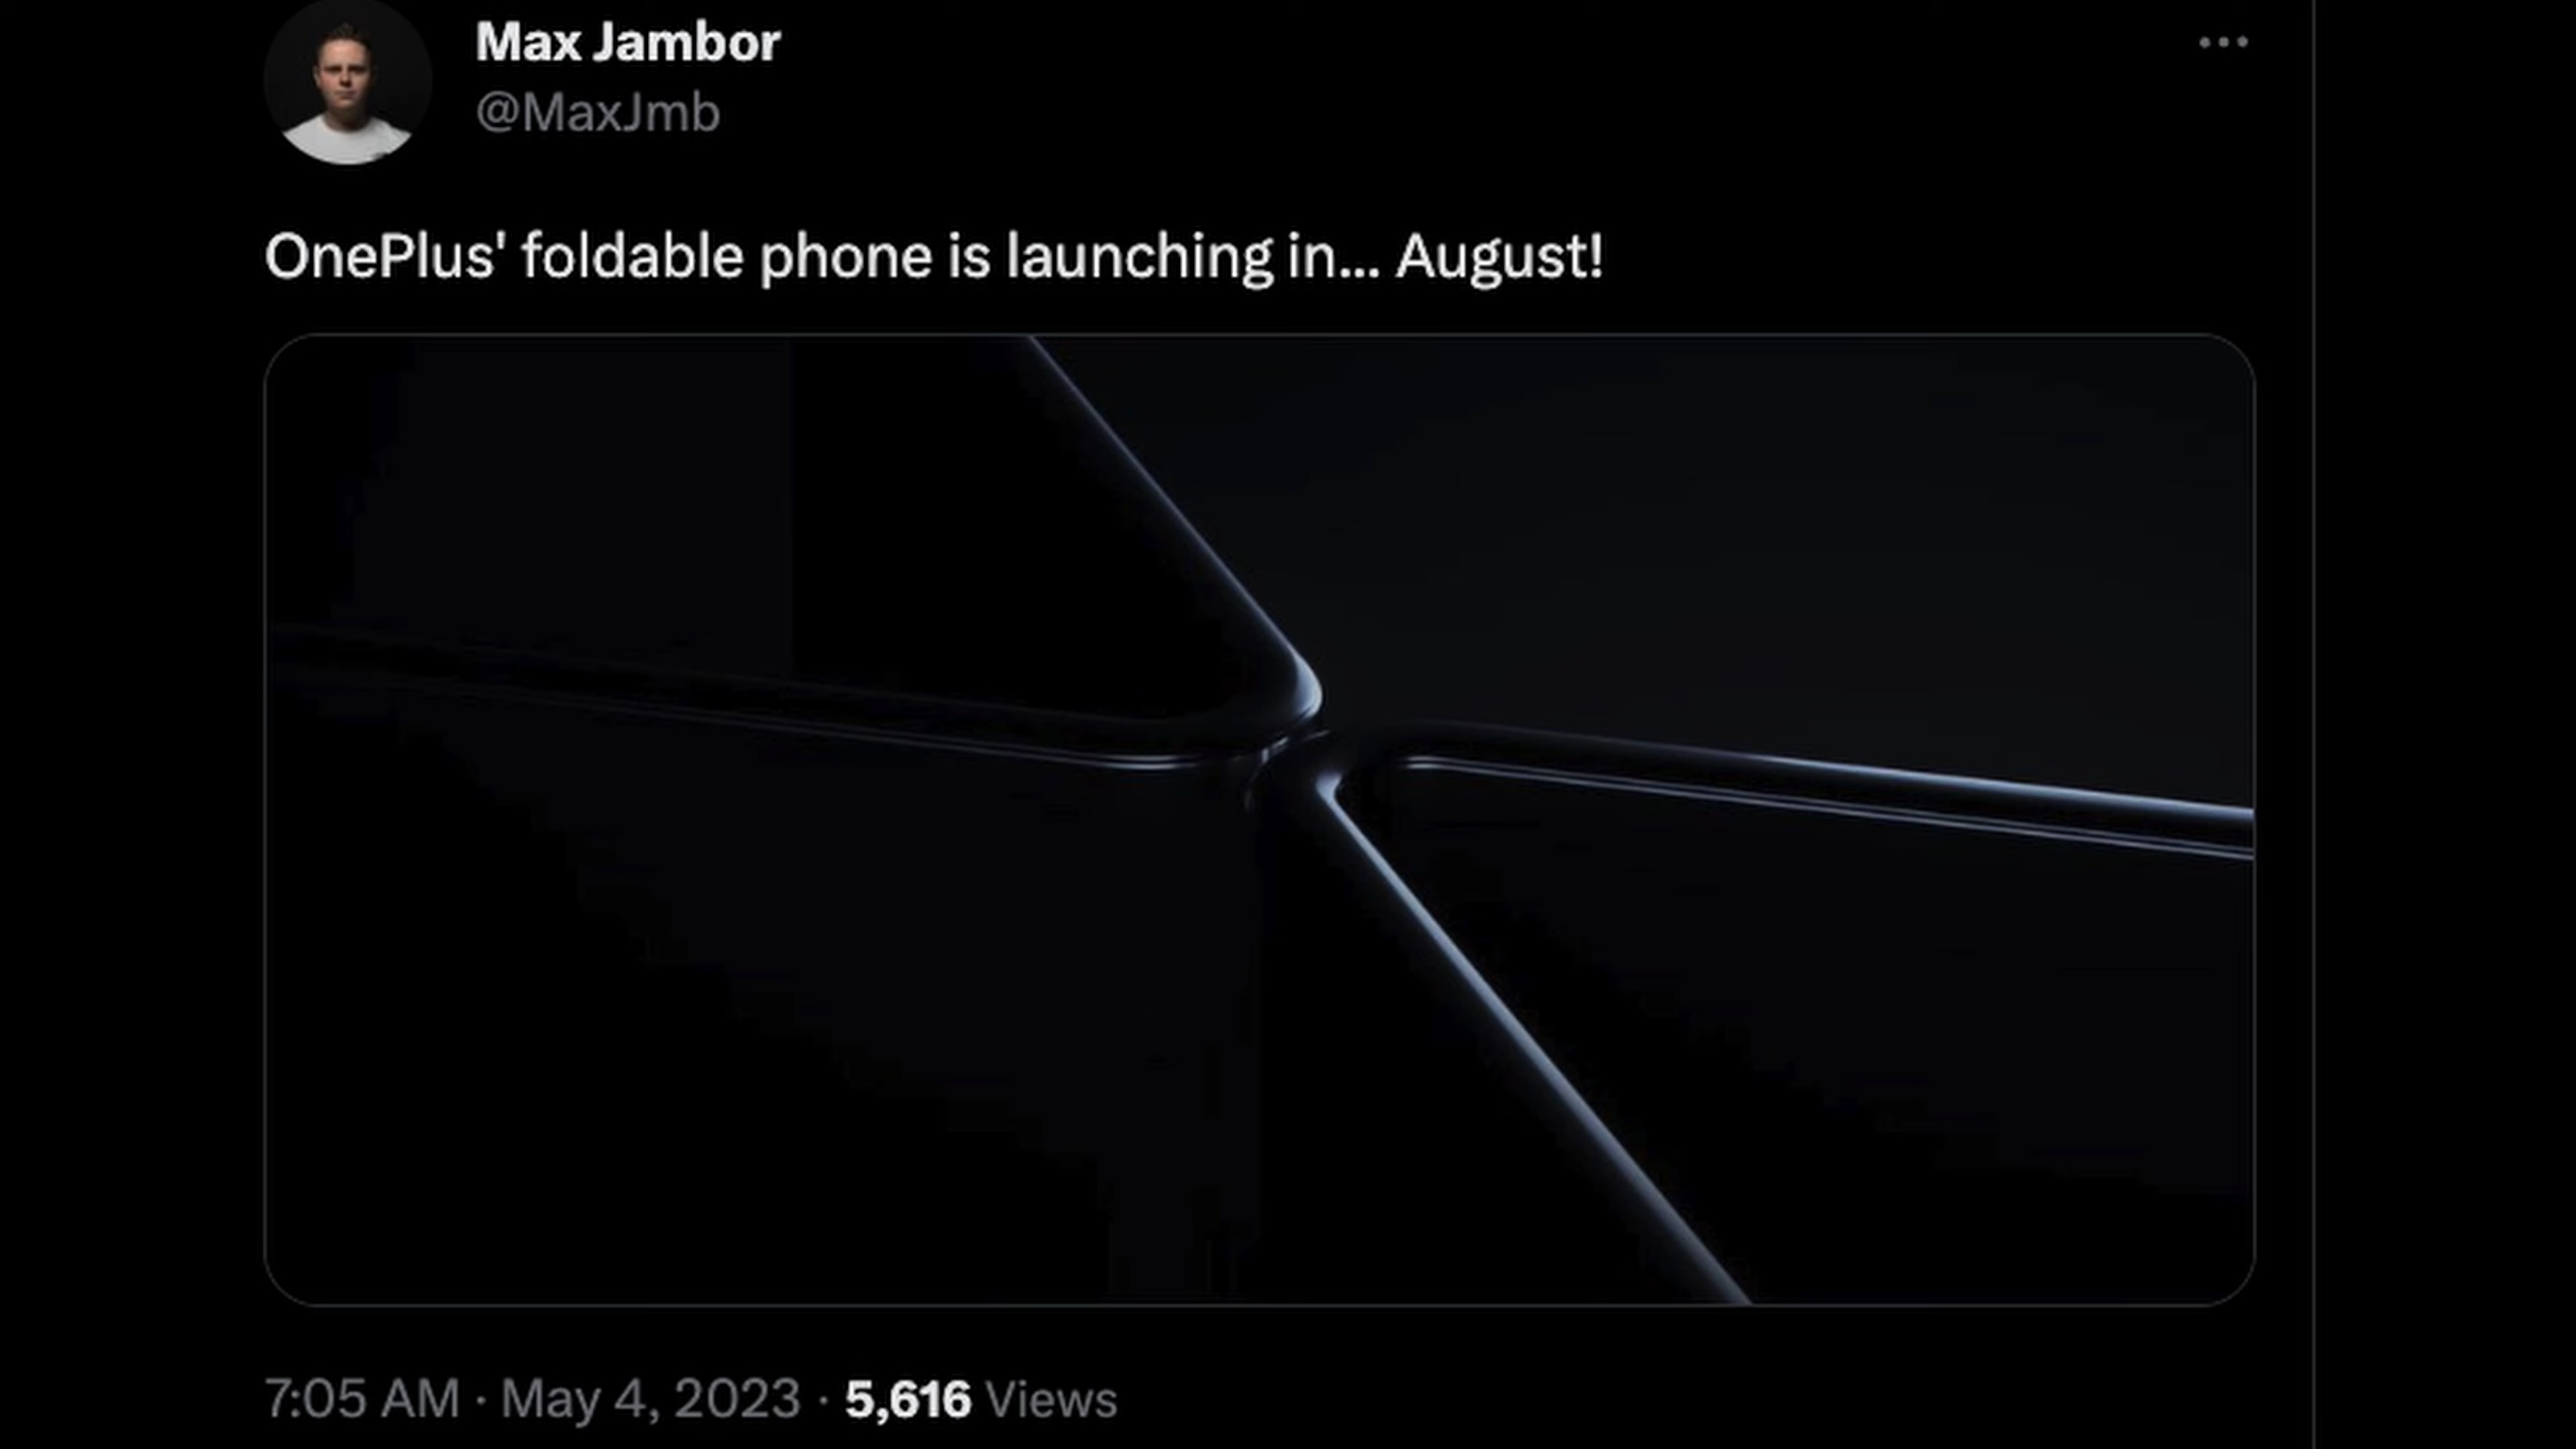 Max Jambor
@MaxJmb
OnePlus' foldable phone is launching in... August!
7:05 AM · May 4, 2023 · 5,616 Views